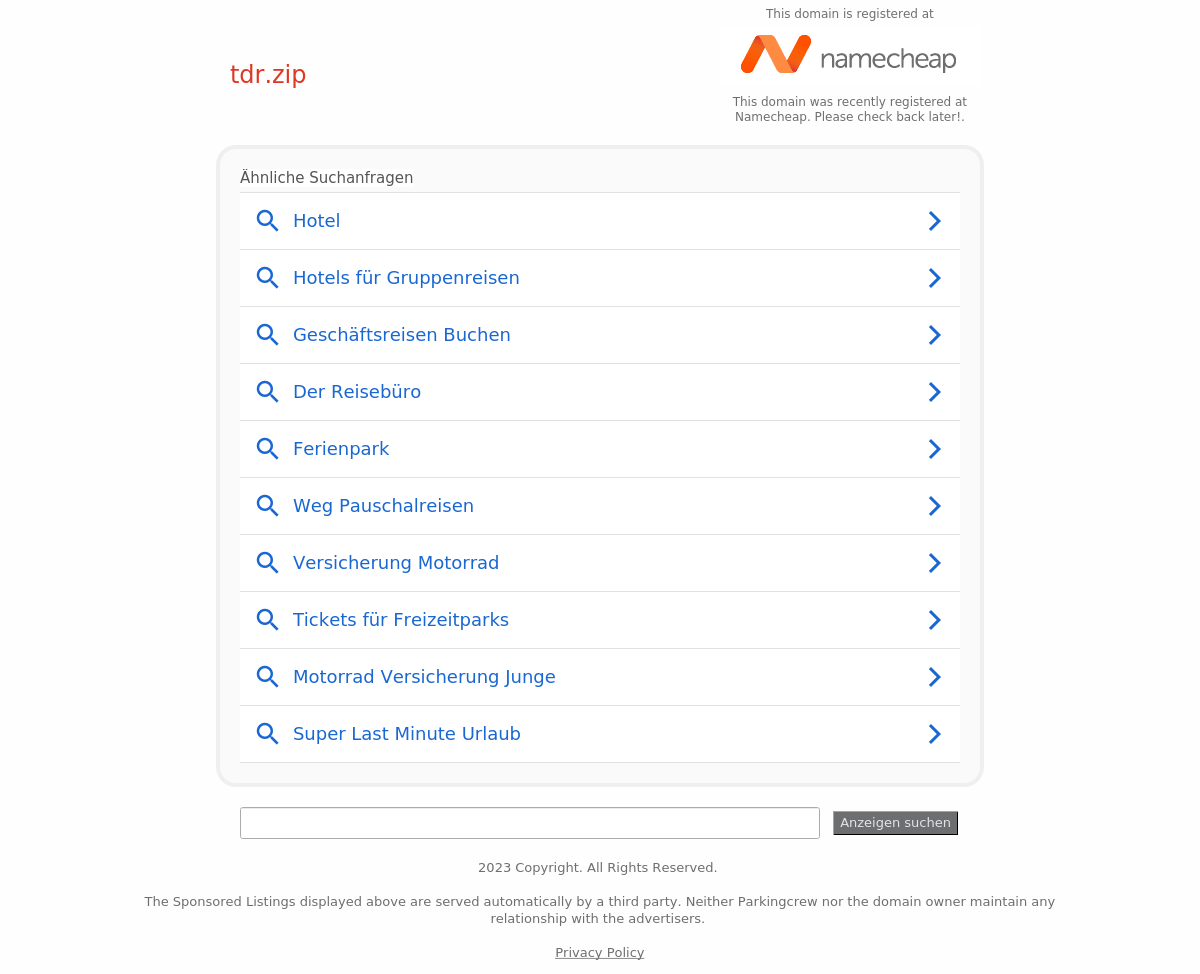 This domain is registered at
namecheap
tdr.zip
This domain was recently registered at
Namecheap. Please check back later!.
Ähnliche Suchanfragen
Hotel
Hotels für Gruppenreisen
Geschäftsreisen Buchen
Der Reisebüro
Ferienpark
Weg Pauschalreisen
Versicherung Motorrad
Tickets für Freizeitparks
Motorrad Versicherung Junge
Super Last Minute Urlaub
Anzeigen suchen
2023 Copyright. All Rights Reserved.
The Sponsored Listings displayed above are served automatically by a third party. Neither Parkingcrew nor the domain owner maintain any
relationship with the advertisers.
Privacy Policy